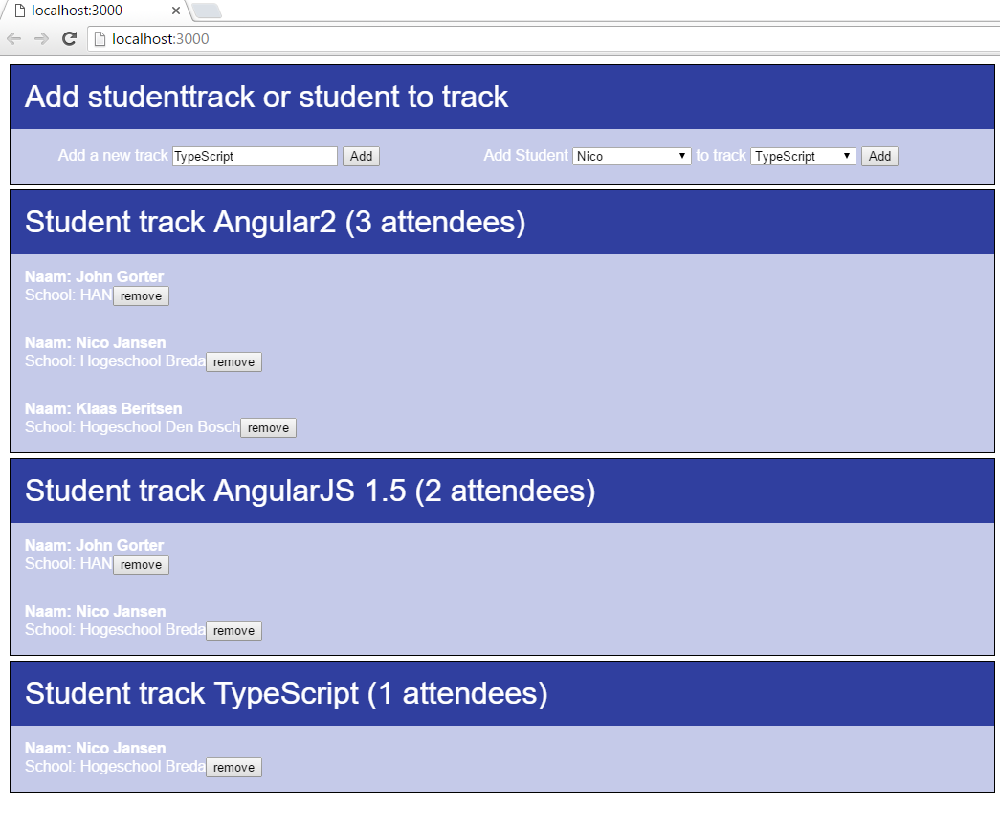 localhost:3000
localhost:3000
Add studenttrack or student to track
Add a new track TypeScript Add Add Student Nico to track TypeScript Add
Student track Angular2 (3 attendees)
Naam: John Gorter
School: HAN remove
Naam: Nico Jansen
School: Hogeschool Breda remove
Naam: Klaas Beritsen
School: Hogeschool Den Bosch remove
Student track AngularJS 1.5 (2 attendees)
Naam: John Gorter
School: HAN remove
Naam: Nico Jansen
School: Hogeschool Breda remove
Student track TypeScript (1 attendees)
Naam: Nico Jansen
School: Hogeschool Breda remove